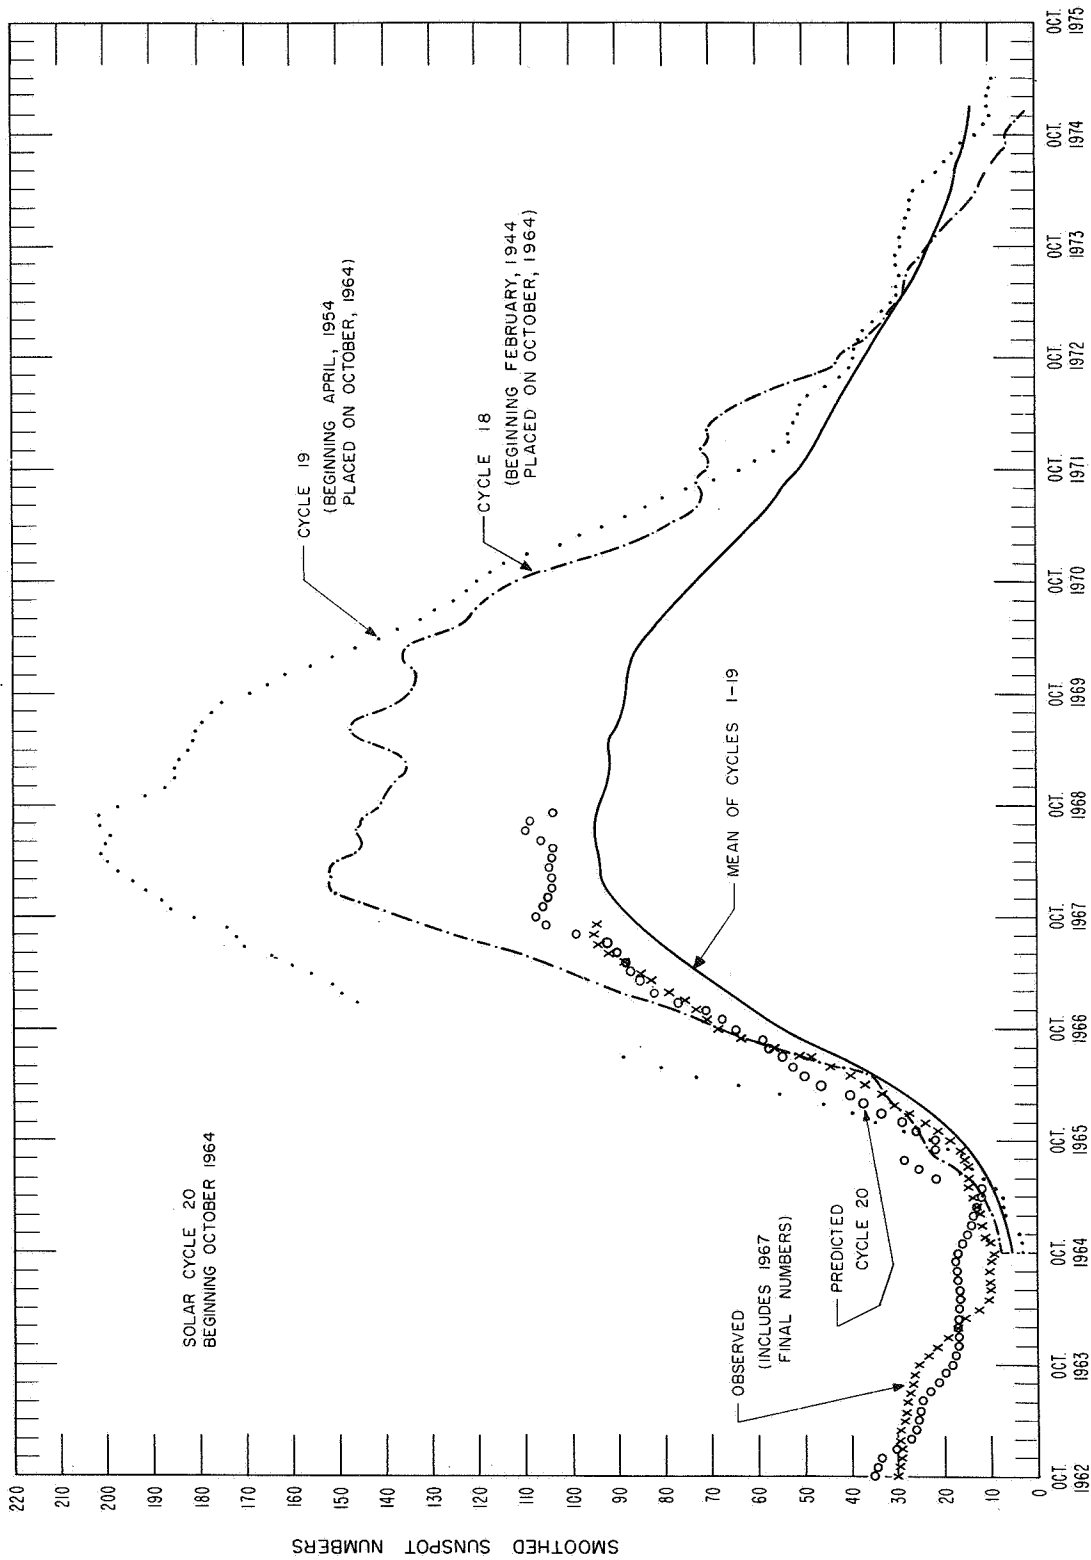 SMOOTHED SUNSPOT NUMBERS
220
210
200
190
180
170
160
150
140
130
120
110
100
90
80
70
60
50
40
30
20
10
0
SOLAR CYCLE 20
BEGINNING OCTOBER 1964
CYCLE 19
(BEGINNING APRIL, 1954
PLACED ON OCTOBER, 1964)
CYCLE 18
(BEGINNING FEBRUARY, 1944
PLACED ON OCTOBER, 1964)
MEAN OF CYCLES 1-19
OBSERVED
(INCLUDES 1967
FINAL NUMBERS)
PREDICTED
CYCLE 20
OCT.
1962
OCT.
1963
OCT.
1964
OCT.
1965
OCT.
1966
OCT.
1967
OCT.
1968
OCT.
1969
OCT.
1970
OCT.
1971
OCT.
1972
OCT.
1973
OCT.
1974
OCT.
1975